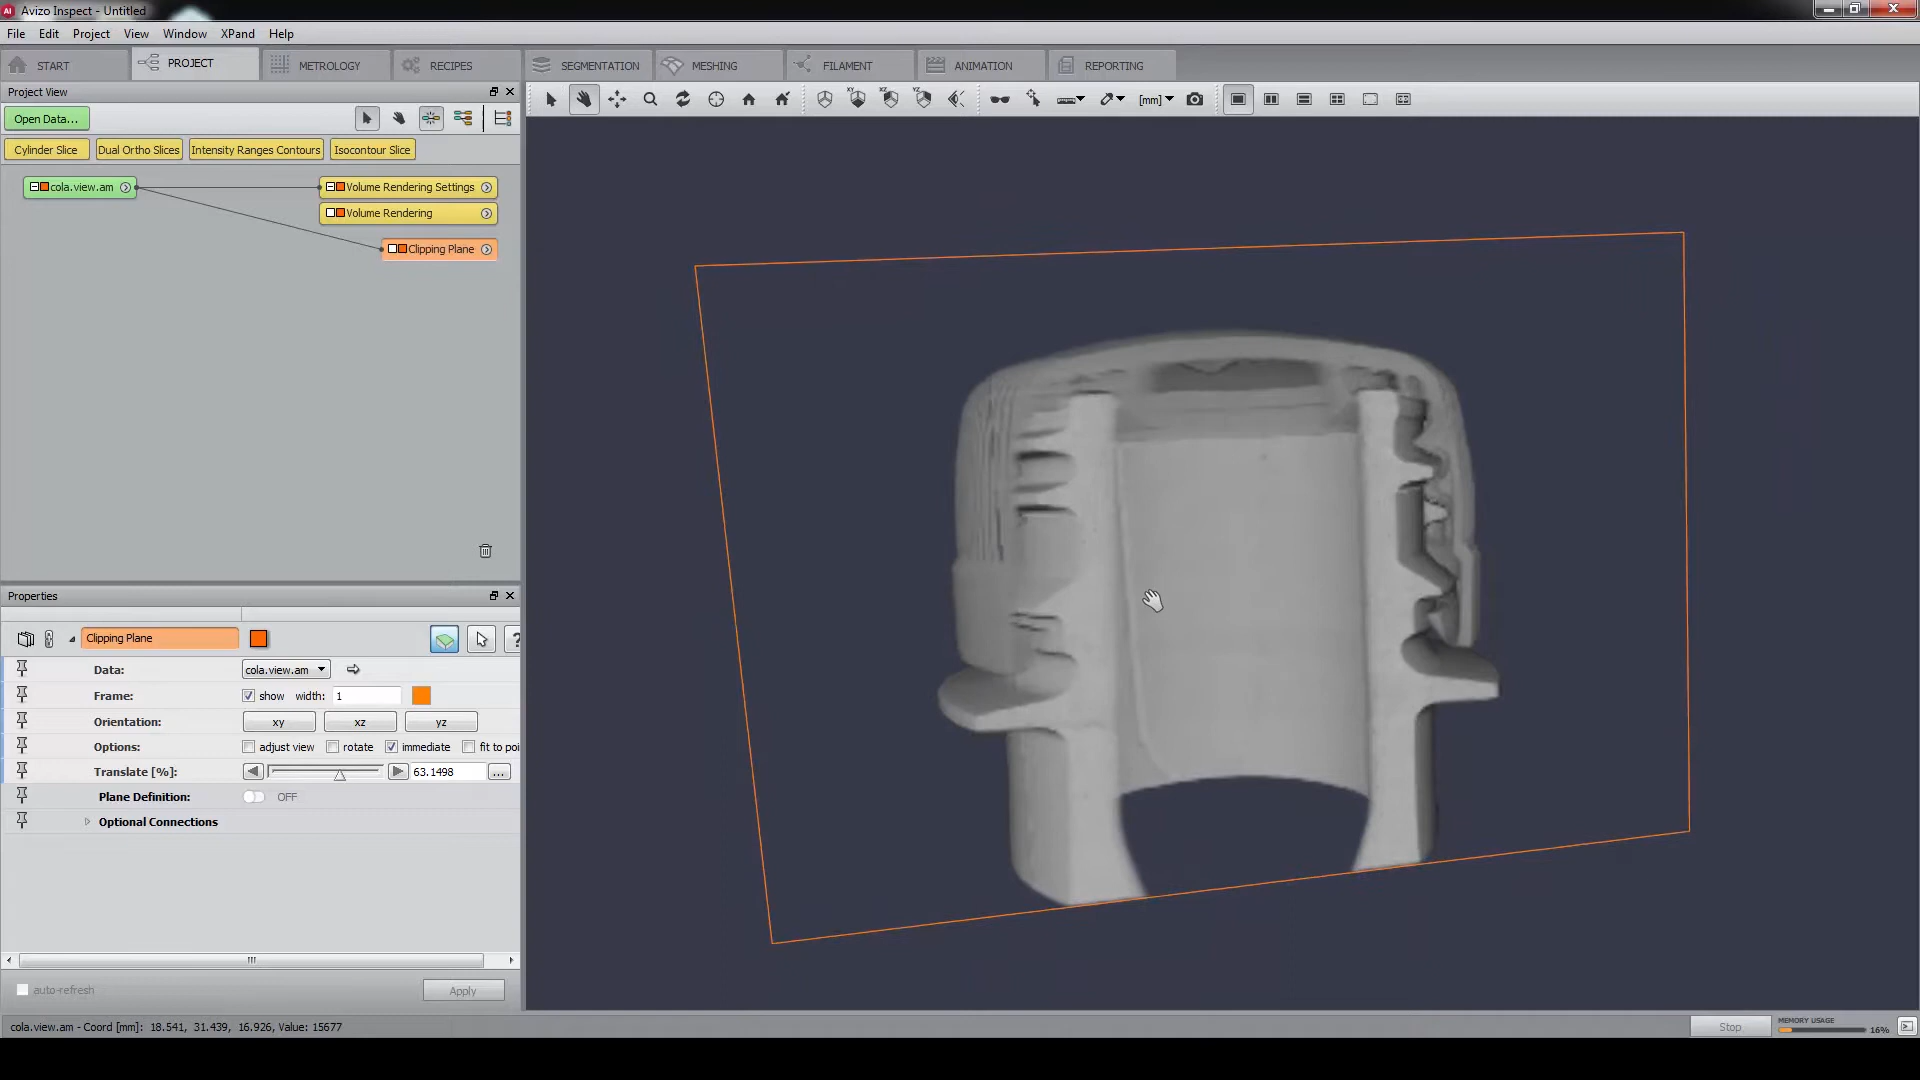 Avizo Inspect - Untitled
File Edit Project View Window XPand Help
START PROJECT METROLOGY RECIPES SEGMENTATION MESHING FILAMENT ANIMATION REPORTING
Project View
Open Data...
[mm]
XY XZ YZ
Cylinder Slice Dual Ortho Slices Intensity Ranges Contours Isocontour Slice
cola.view.am
Volume Rendering Settings
Volume Rendering
Clipping Plane
Properties
Clipping Plane ?
Data: cola.view.am
Frame: show width: 1
Orientation: xy xz yz
Options: adjust view rotate immediate fit to poi
Translate [%]: 63.1498 ...
Plane Definition: OFF
Optional Connections
auto-refresh Apply
cola.view.am - Coord [mm]: 18.541, 31.439, 16.926, Value: 15677
Stop MEMORY USAGE 16%